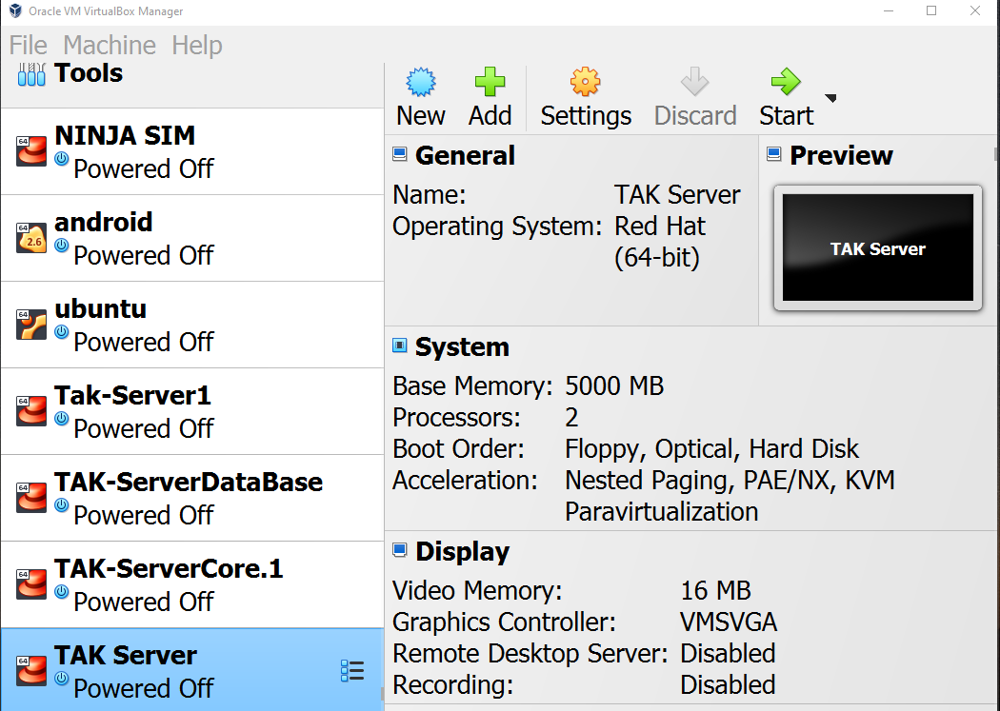 Oracle VM VirtualBox Manager
File Machine Help
Tools
NINJA SIM
Powered Off
android
Powered Off
ubuntu
Powered Off
Tak-Server1
Powered Off
TAK-ServerDataBase
Powered Off
TAK-ServerCore.1
Powered Off
TAK Server
Powered Off
New Add Settings Discard Start
General
Name: TAK Server
Operating System: Red Hat
(64-bit)
Preview
TAK Server
System
Base Memory: 5000 MB
Processors: 2
Boot Order: Floppy, Optical, Hard Disk
Acceleration: Nested Paging, PAE/NX, KVM
Paravirtualization
Display
Video Memory: 16 MB
Graphics Controller: VMSVGA
Remote Desktop Server: Disabled
Recording: Disabled
64
64
2.6
64
64
64
64
64